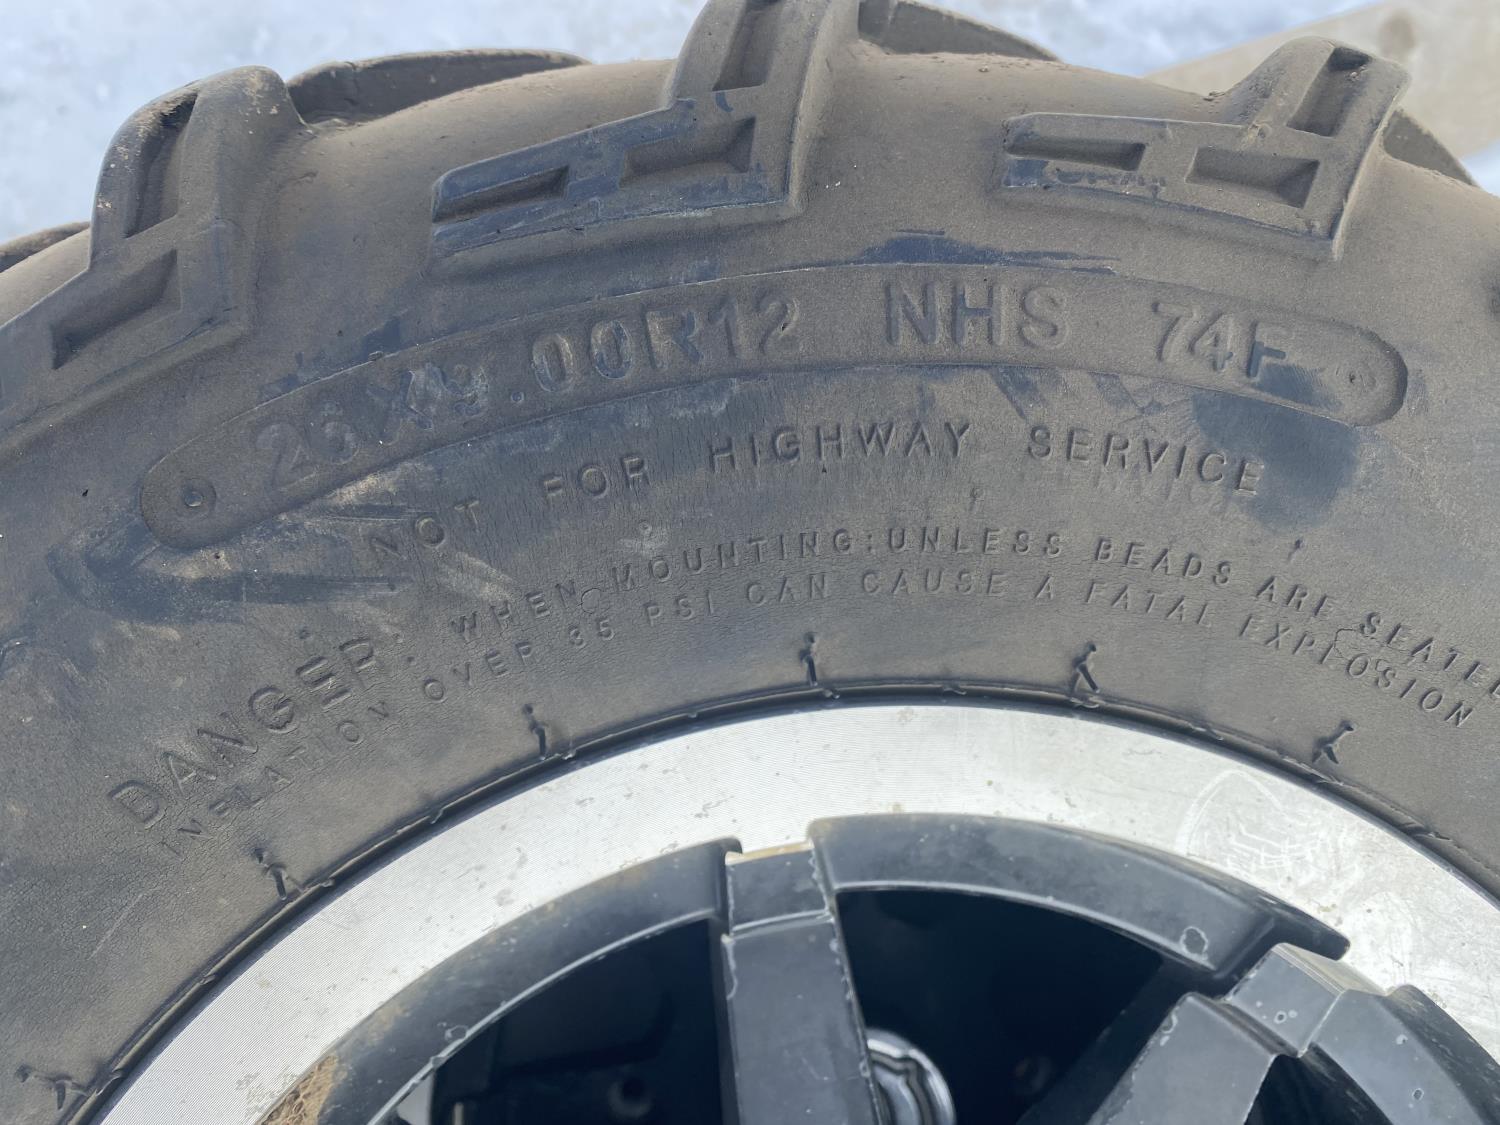 26X9.00R12 NHS 74F
NOT FOR HIGHWAY SERVICE
DANGER: WHEN MOUNTING:UNLESS BEADS ARE SEATED
INFLATION OVER 35 PSI CAN CAUSE A FATAL EXPLOSION